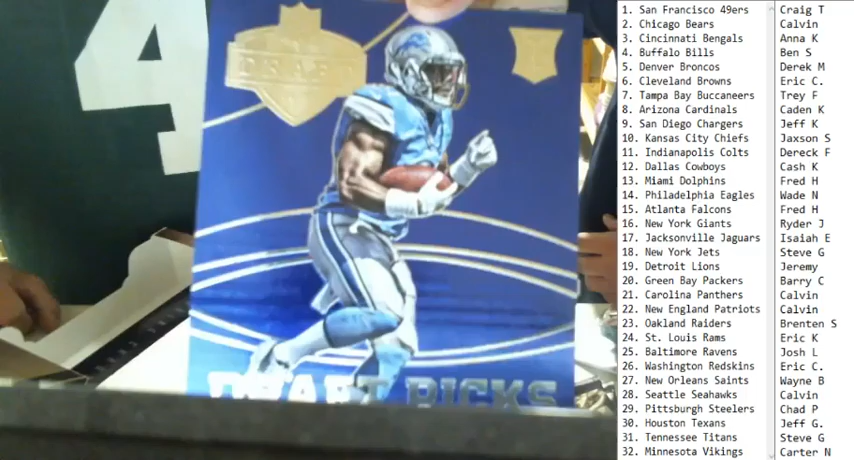 4
DRAFT
DRAFT PICKS
1. San Francisco 49ers Craig T
2. Chicago Bears Calvin
3. Cincinnati Bengals Anna K
4. Buffalo Bills Ben S
5. Denver Broncos Derek M
6. Cleveland Browns Eric C.
7. Tampa Bay Buccaneers Trey F
8. Arizona Cardinals Caden K
9. San Diego Chargers Jeff K
10. Kansas City Chiefs Jaxson S
11. Indianapolis Colts Dereck F
12. Dallas Cowboys Cash K
13. Miami Dolphins Fred H
14. Philadelphia Eagles Wade N
15. Atlanta Falcons Fred H
16. New York Giants Ryder J
17. Jacksonville Jaguars Isaiah E
18. New York Jets Steve G
19. Detroit Lions Jeremy
20. Green Bay Packers Barry C
21. Carolina Panthers Calvin
22. New England Patriots Calvin
23. Oakland Raiders Brenten S
24. St. Louis Rams Eric K
25. Baltimore Ravens Josh L
26. Washington Redskins Eric C.
27. New Orleans Saints Wayne B
28. Seattle Seahawks Calvin
29. Pittsburgh Steelers Chad P
30. Houston Texans Jeff G.
31. Tennessee Titans Steve G
32. Minnesota Vikings Carter N